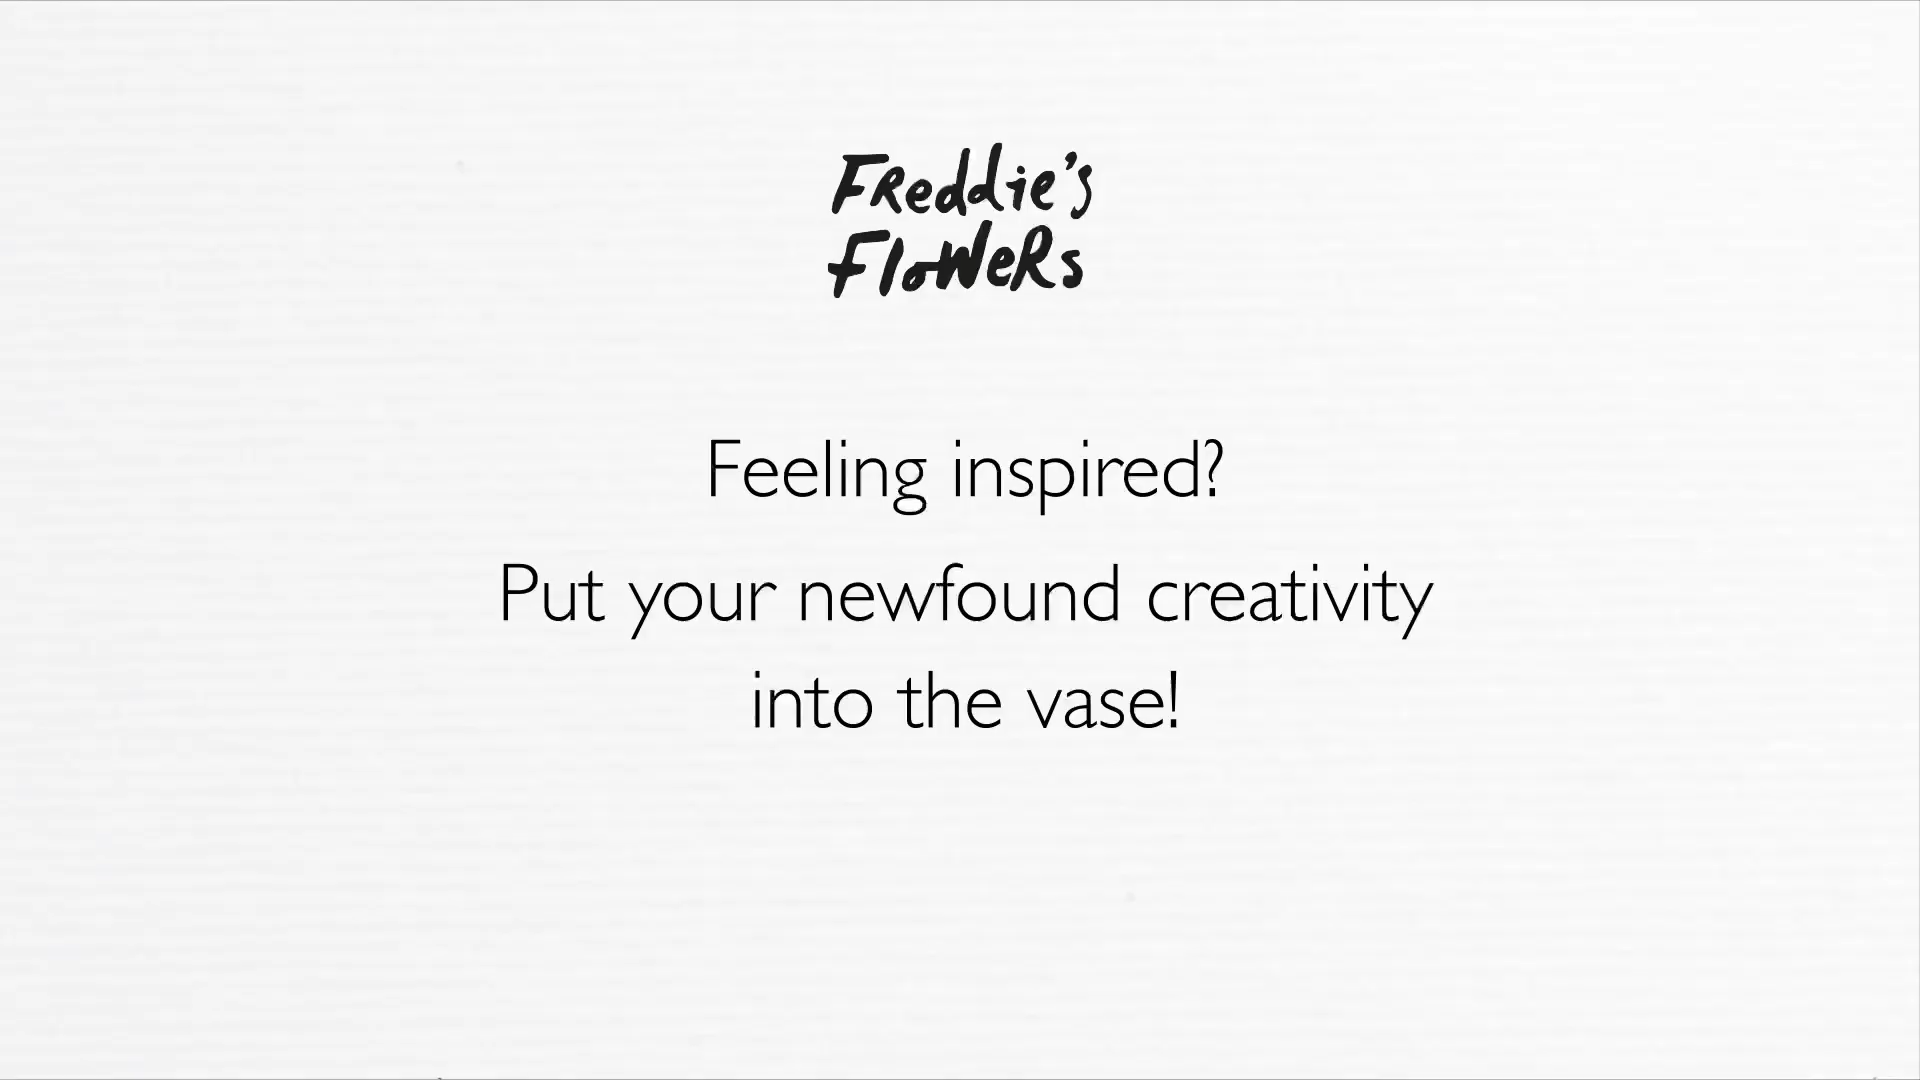 Freddie's
Flowers
Feeling inspired?
Put your newfound creativity
into the vase!